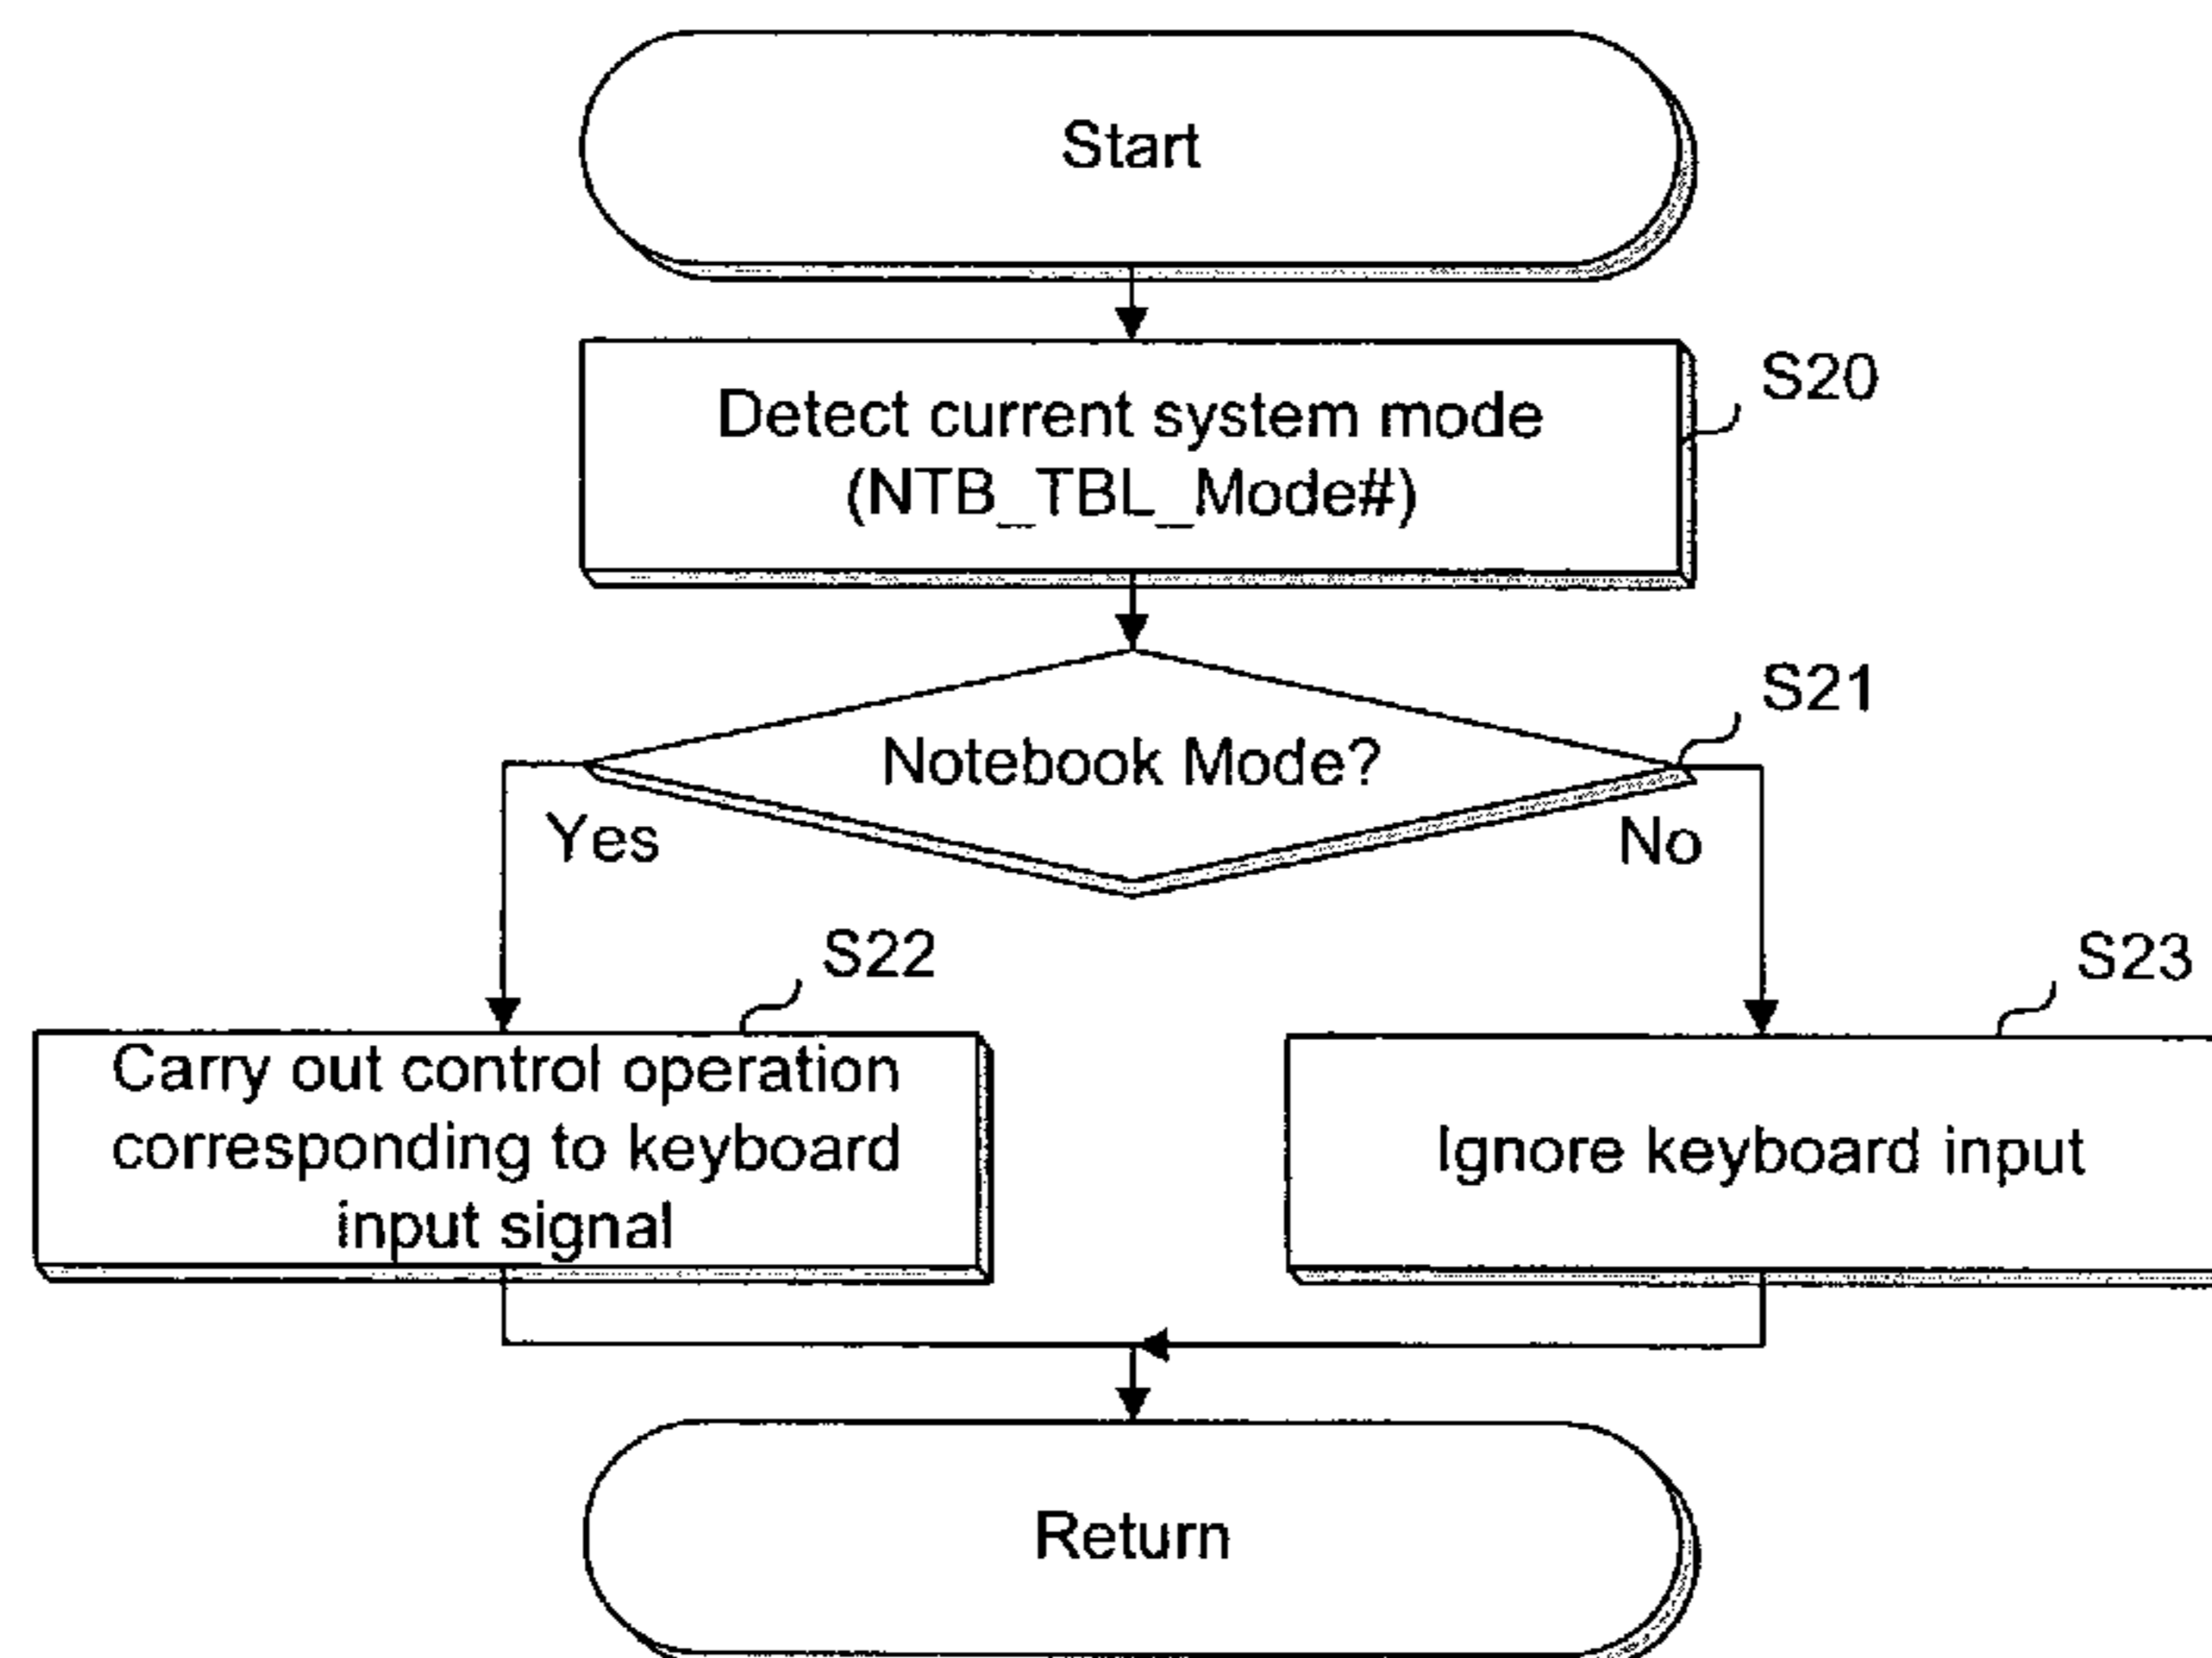 Start
S20
Detect current system mode
(NTB_TBL_Mode#)
S21
Notebook Mode?
Yes
No
S22
S23
Carry out control operation
corresponding to keyboard
input signal
Ignore keyboard input
Return